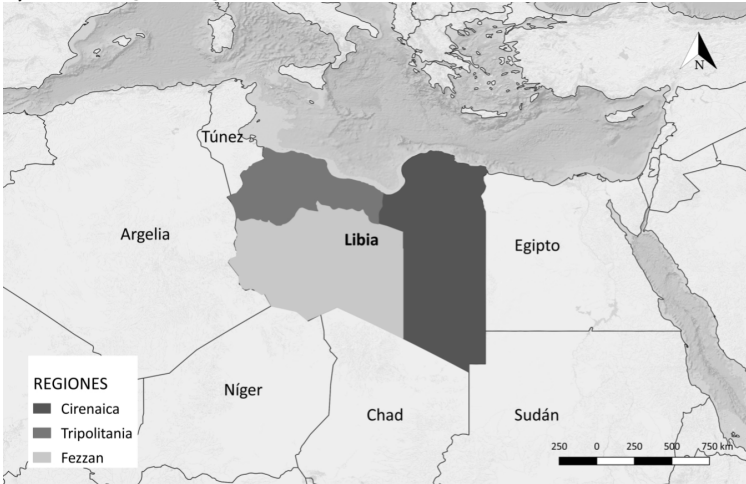 N
Túnez
Argelia
Libia
Egipto
Níger
Chad
Sudán
REGIONES
Cirenaica
Tripolitania
Fezzan
250 0 250 500 750 km